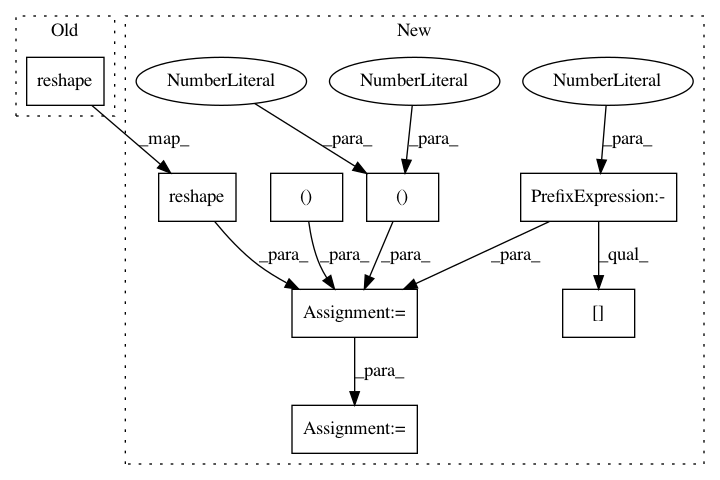 Old
New
reshape
NumberLiteral
NumberLiteral
NumberLiteral
_map_
_para_
_para_
_para_
reshape
()
()
PrefixExpression:-
_para_
_para_
_para_
_para_
_qual_
Assignment:=
[]
_para_
Assignment:=